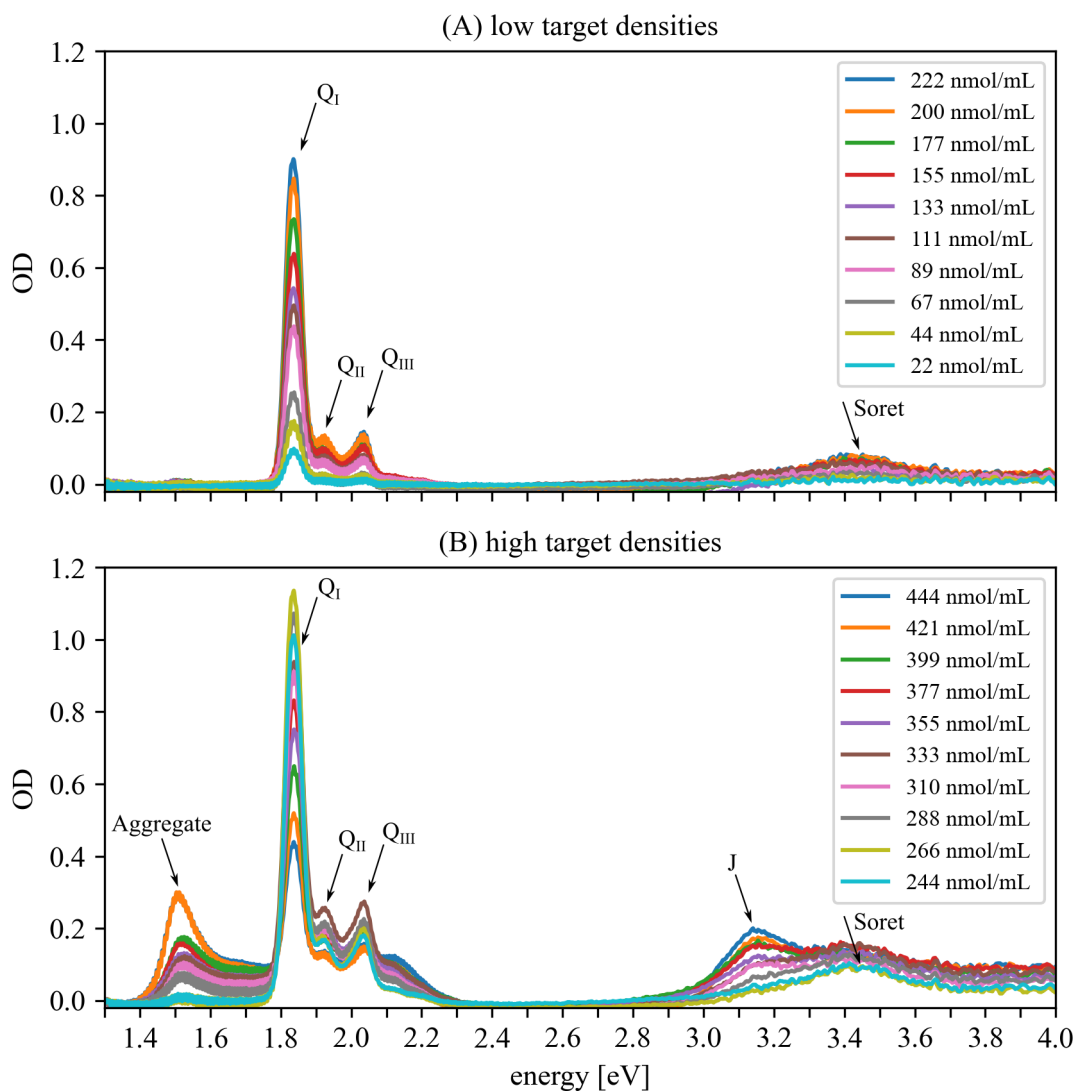 (A) low target densities
1.2
1.0
0.8
0.6
0.4
0.2
0.0
OD
Q_I
Q_II
Q_III
Soret
222 nmol/mL
200 nmol/mL
177 nmol/mL
155 nmol/mL
133 nmol/mL
111 nmol/mL
89 nmol/mL
67 nmol/mL
44 nmol/mL
22 nmol/mL
(B) high target densities
1.2
1.0
0.8
0.6
0.4
0.2
0.0
OD
Aggregate
Q_I
Q_II
Q_III
J
Soret
444 nmol/mL
421 nmol/mL
399 nmol/mL
377 nmol/mL
355 nmol/mL
333 nmol/mL
310 nmol/mL
288 nmol/mL
266 nmol/mL
244 nmol/mL
1.4 1.6 1.8 2.0 2.2 2.4 2.6 2.8 3.0 3.2 3.4 3.6 3.8 4.0
energy [eV]